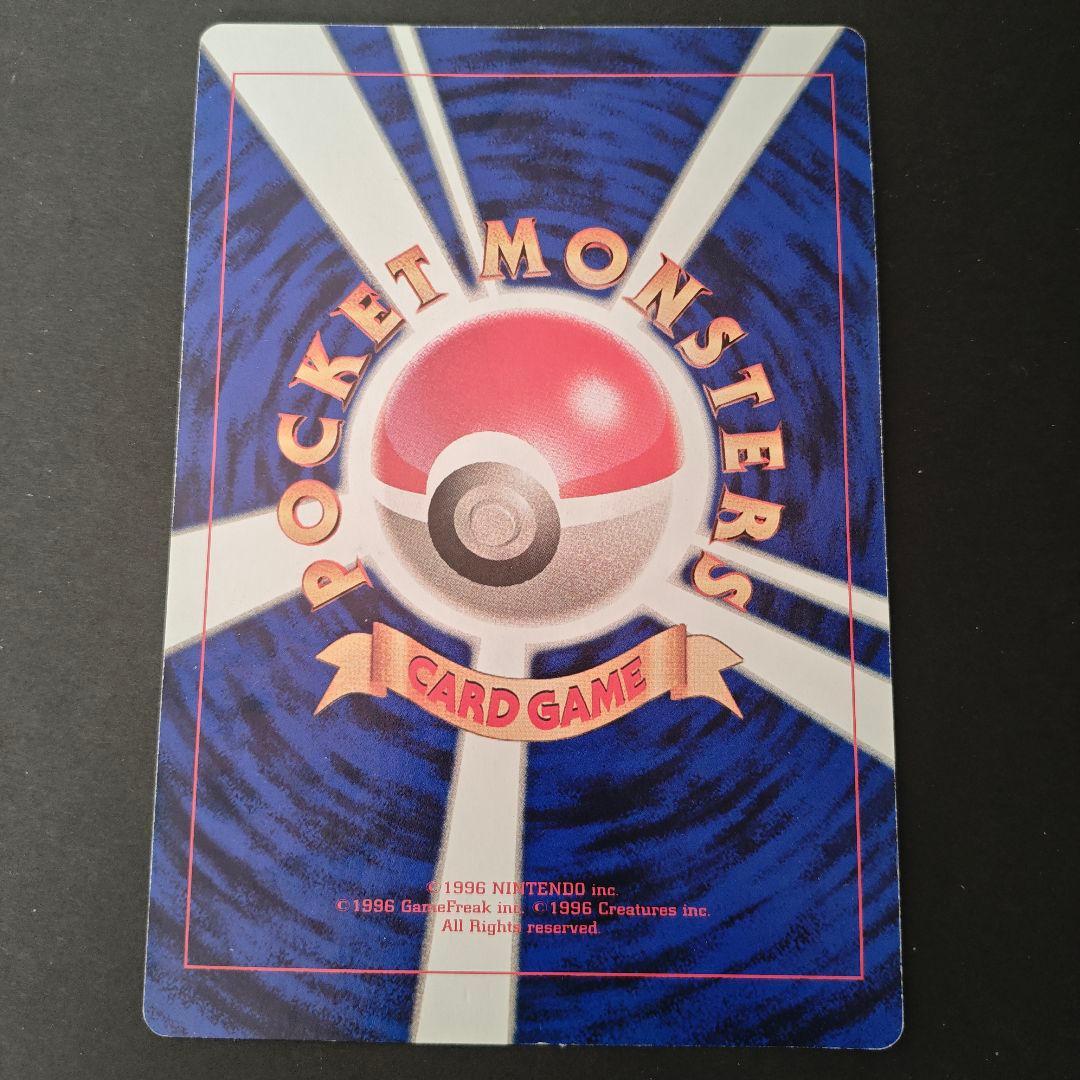 POCKET MONSTERS
CARD GAME
©1996 NINTENDO inc.
©1996 GameFreak inc. ©1996 Creatures inc.
All Rights reserved.